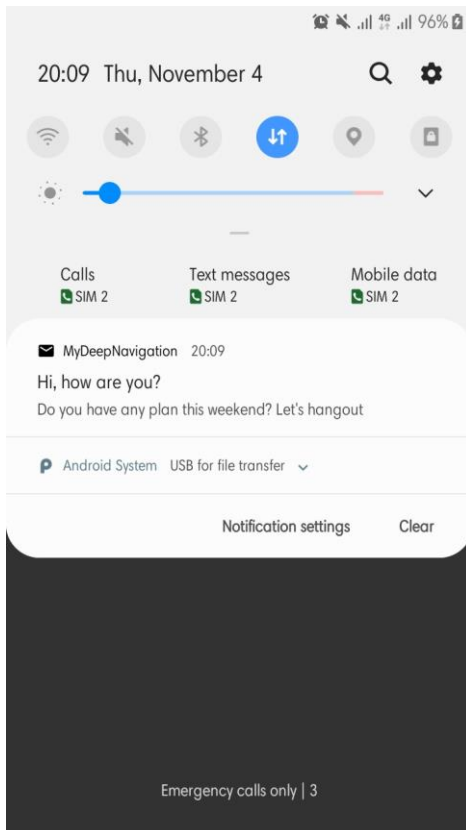 4G 96%
20:09 Thu, November 4
Calls Text messages Mobile data
SIM 2 SIM 2 SIM 2
MyDeepNavigation 20:09
Hi, how are you?
Do you have any plan this weekend? Let's hangout
Android System USB for file transfer
Notification settings Clear
Emergency calls only | 3